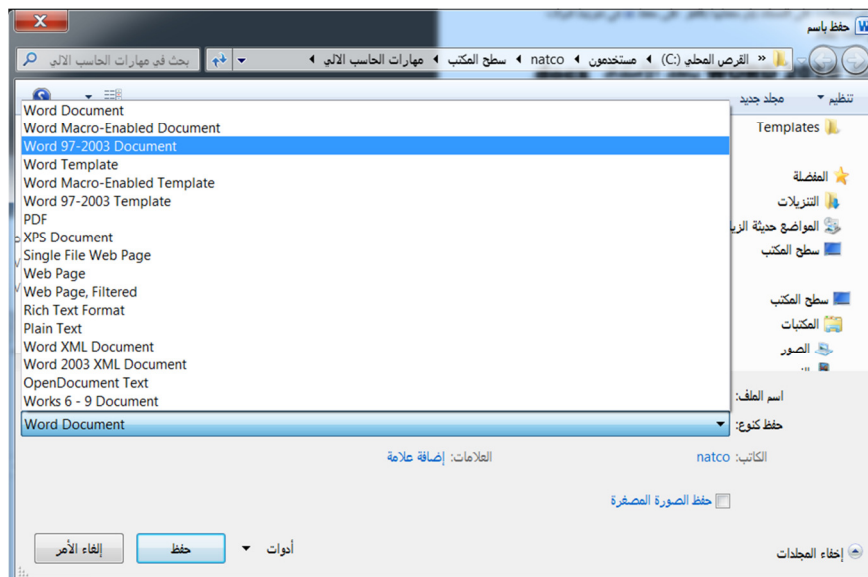 حفظ باسم
« القرص المحلي (C:) ‹ مستخدمون ‹ natco ‹ سطح المكتب ‹ مهارات الحاسب الالي ‹
بحث في مهارات الحاسب الالي
تنظيم
مجلد جديد
Templates
المفضلة
التنزيلات
المواضع حديثة الزيا
سطح المكتب
سطح المكتب
المكتبات
الصور
Word Document
Word Macro-Enabled Document
Word 97-2003 Document
Word Template
Word Macro-Enabled Template
Word 97-2003 Template
PDF
XPS Document
Single File Web Page
Web Page
Web Page, Filtered
Rich Text Format
Plain Text
Word XML Document
Word 2003 XML Document
OpenDocument Text
Works 6 - 9 Document
اسم الملف:
حفظ كنوع: Word Document
الكاتب: natco العلامات: إضافة علامة
حفظ الصورة المصغرة
إخفاء المجلدات أدوات حفظ إلغاء الأمر